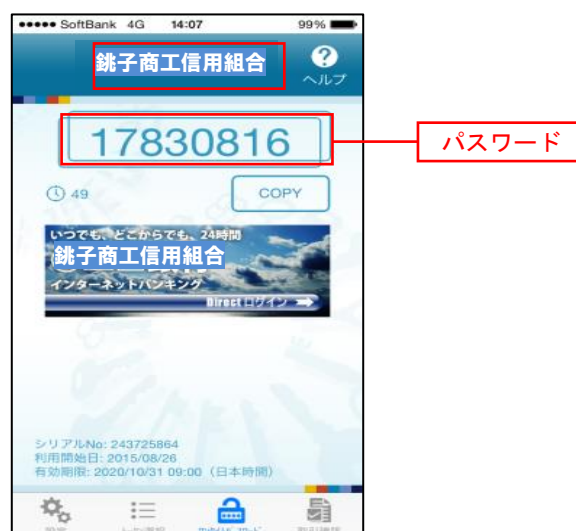 SoftBank 4G 14:07 99%
銚子商工信用組合
?
ヘルプ
17830816
パスワード
49
COPY
いつでも、どこからでも、24時間
銚子商工信用組合
インターネットバンキング
Directログイン
シリアルNo: 243725864
利用開始日: 2015/08/26
有効期限: 2020/10/31 09:00（日本時間）